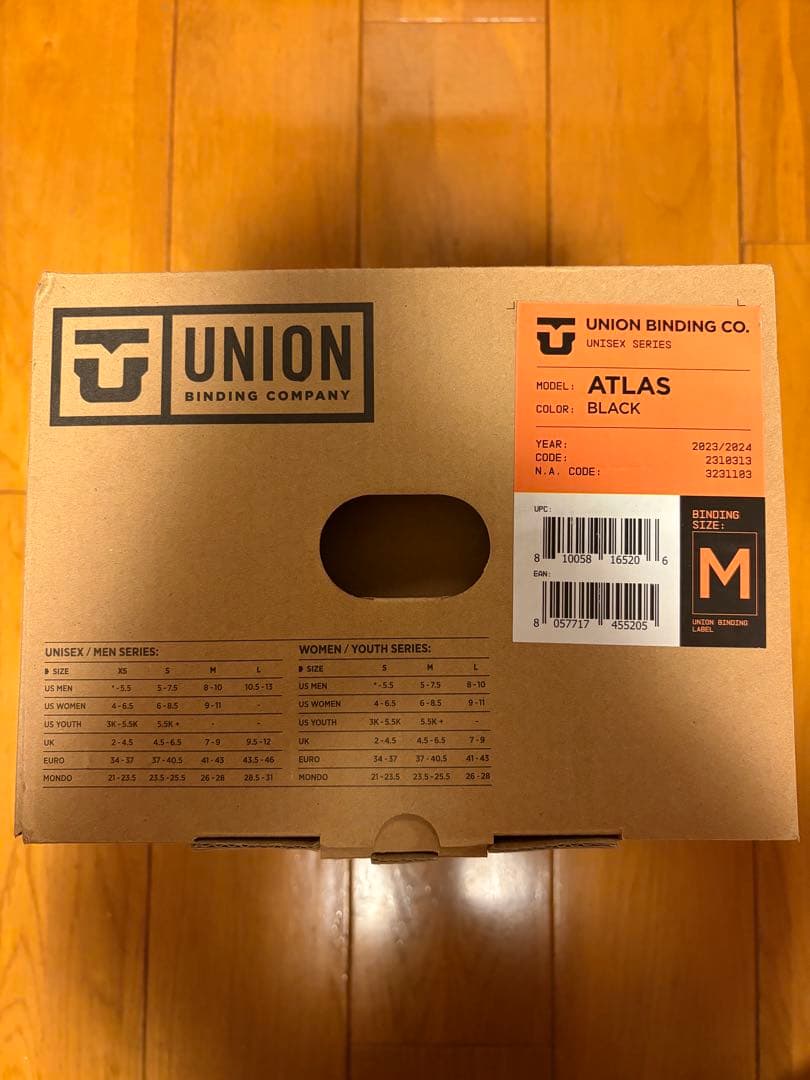 UNION
BINDING COMPANY
UNION BINDING CO.
UNISEX SERIES
MODEL: ATLAS
COLOR: BLACK
YEAR: 2023/2024
CODE: 2310313
N.A. CODE: 3231103
UPC:
8 10058 16520 6
EAN:
8 057717 455205
BINDING
SIZE:
M
UNION BINDING
LABEL
UNISEX / MEN SERIES:
SIZE XS S M L
US MEN *-5.5 5-7.5 8-10 10.5-13
US WOMEN 4-6.5 6-8.5 9-11 -
US YOUTH 3K-5.5K 5.5K+ - -
UK 2-4.5 4.5-6.5 7-9 9.5-12
EURO 34-37 37-40.5 41-43 43.5-46
MONDO 21-23.5 23.5-25.5 26-28 28.5-31
WOMEN / YOUTH SERIES:
SIZE S M L
US MEN *-5.5 5-7.5 8-10
US WOMEN 4-6.5 6-8.5 9-11
US YOUTH 3K-5.5K 5.5K+ -
UK 2-4.5 4.5-6.5 7-9
EURO 34-37 37-40.5 41-43
MONDO 21-23.5 23.5-25.5 26-28